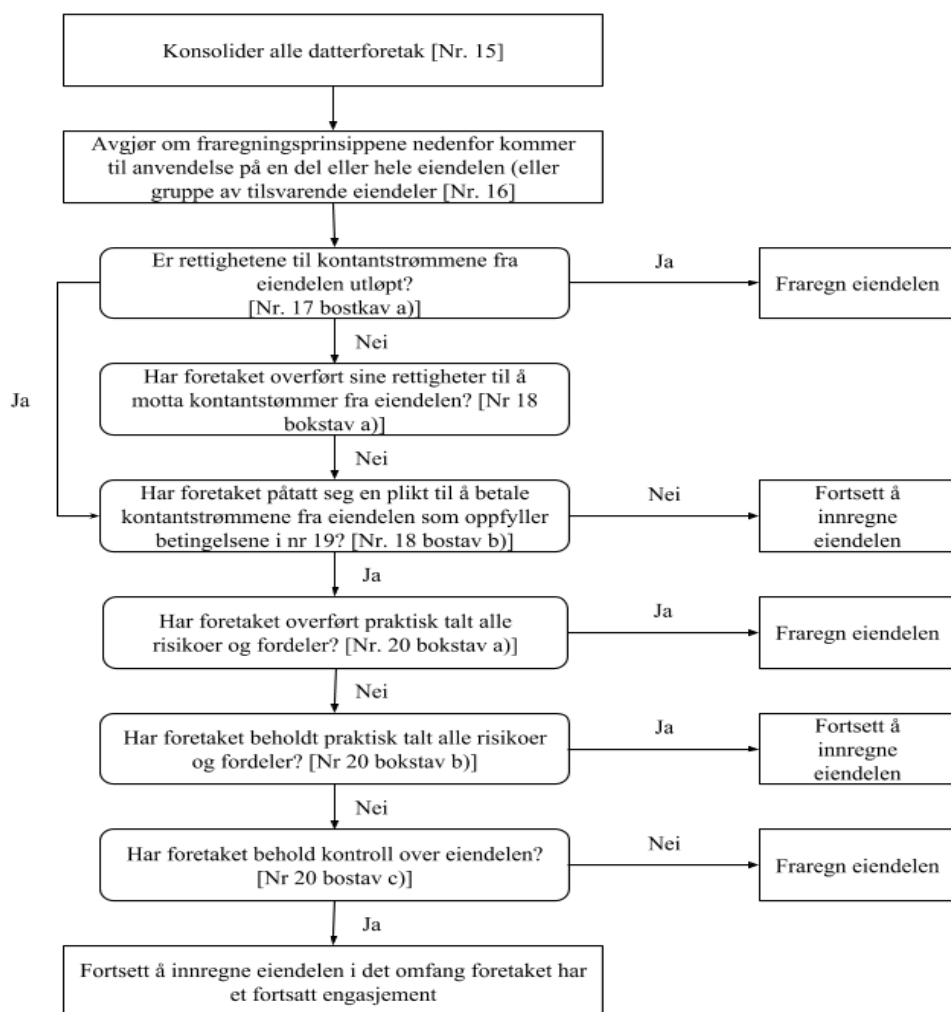 Konsolider alle datterforetak [Nr. 15]
Avgjør om fraregningsprinsippene nedenfor kommer
til anvendelse på en del eller hele eiendelen (eller
gruppe av tilsvarende eiendeler [Nr. 16]
Er rettighetene til kontantstrømmene fra
eiendelen utløpt?
[Nr. 17 bostkav a)]
Ja
Fraregn eiendelen
Nei
Ja
Har foretaket overført sine rettigheter til å
motta kontantstømmer fra eiendelen? [Nr 18
bokstav a)]
Nei
Har foretaket påtatt seg en plikt til å betale
kontantstrømmene fra eiendelen som oppfyller
betingelsene i nr 19? [Nr. 18 bostav b)]
Nei
Fortsett å
innregne
eiendelen
Ja
Har foretaket overført praktisk talt alle
risikoer og fordeler? [Nr. 20 bokstav a)]
Ja
Fraregn eiendelen
Nei
Har foretaket beholdt praktisk talt alle risikoer
og fordeler? [Nr 20 bokstav b)]
Ja
Fortsett å
innregne
eiendelen
Nei
Har foretaket behold kontroll over eiendelen?
[Nr 20 bostav c)]
Nei
Fraregn eiendelen
Ja
Fortsett å innregne eiendelen i det omfang foretaket har
et fortsatt engasjement